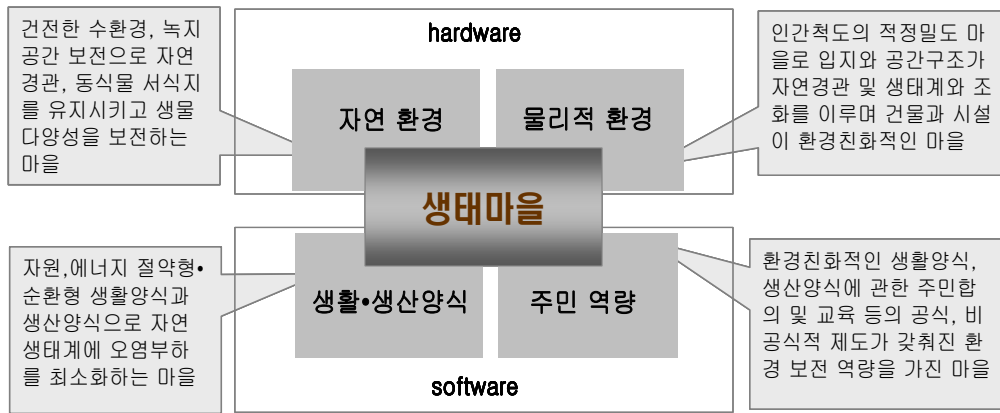 건전한 수환경, 녹지
공간 보전으로 자연
경관, 동식물 서식지
를 유지시키고 생물
다양성을 보전하는
마을
hardware
인간척도의 적정밀도 마
을로 입지와 공간구조가
자연경관 및 생태계와 조
화를 이루며 건물과 시설
이 환경친화적인 마을
자연 환경
물리적 환경
생태마을
자원,에너지 절약형•
순환형 생활양식과
생산양식으로 자연
생태계에 오염부하
를 최소화하는 마을
생활•생산양식
주민 역량
환경친화적인 생활양식,
생산양식에 관한 주민합
의 및 교육 등의 공식, 비
공식적 제도가 갖춰진 환
경 보전 역량을 가진 마을
software